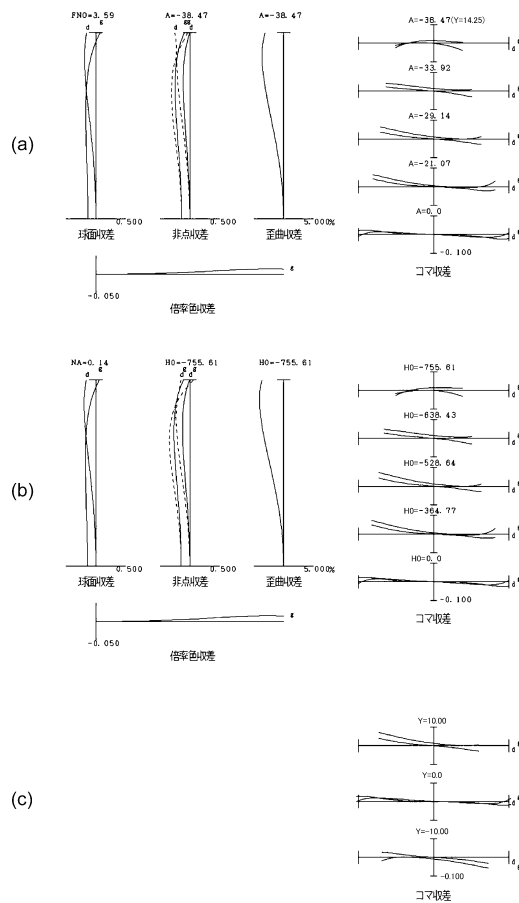 (a)
FNO=3.59
d g
0.500
球面収差
A=-38.47
d g g d
0.500
非点収差
A=-38.47
5.000%
歪曲収差
g
-0.050
倍率色収差
A=-38.47(Y=14.25)
d g
A=-33.92
d g
A=-29.14
d g
A=-21.07
d g
A=0.0
d g
-0.100
コマ収差
(b)
NA=0.14
d g
0.500
球面収差
H0=-755.61
d g d g
0.500
非点収差
H0=-755.61
5.000%
歪曲収差
g
-0.050
倍率色収差
H0=-755.61
d g
H0=-638.43
d g
H0=-528.64
d g
H0=-364.77
d g
H0=0.0
d g
-0.100
コマ収差
(c)
Y=10.00
d g
Y=0.0
d g
Y=-10.00
d g
-0.100
コマ収差